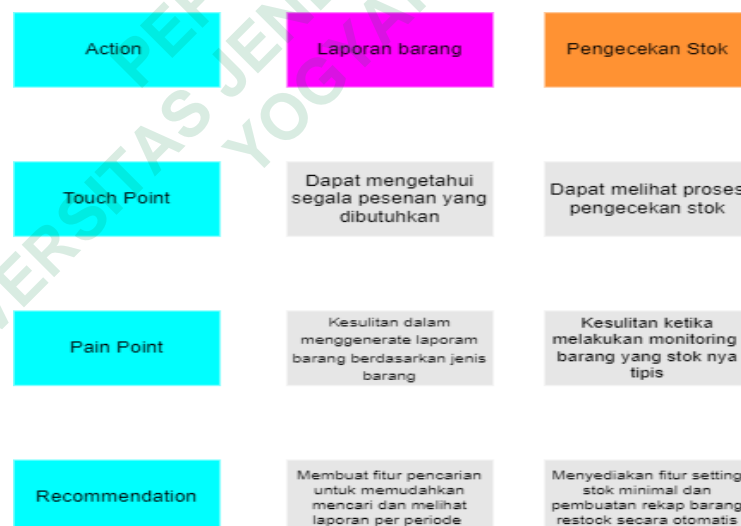 Action
Laporan barang
Pengecekan Stok
Touch Point
Dapat mengetahui
segala pesenan yang
dibutuhkan
Dapat melihat proses
pengecekan stok
Pain Point
Kesulitan dalam
menggenerate laporam
barang berdasarkan jenis
barang
Kesulitan ketika
melakukan monitoring
barang yang stok nya
tipis
Recommendation
Membuat fitur pencarian
untuk memudahkan
mencari dan melihat
laporan per periode
Menyediakan fitur setting
stok minimal dan
pembuatan rekap barang
restock secara otomatis